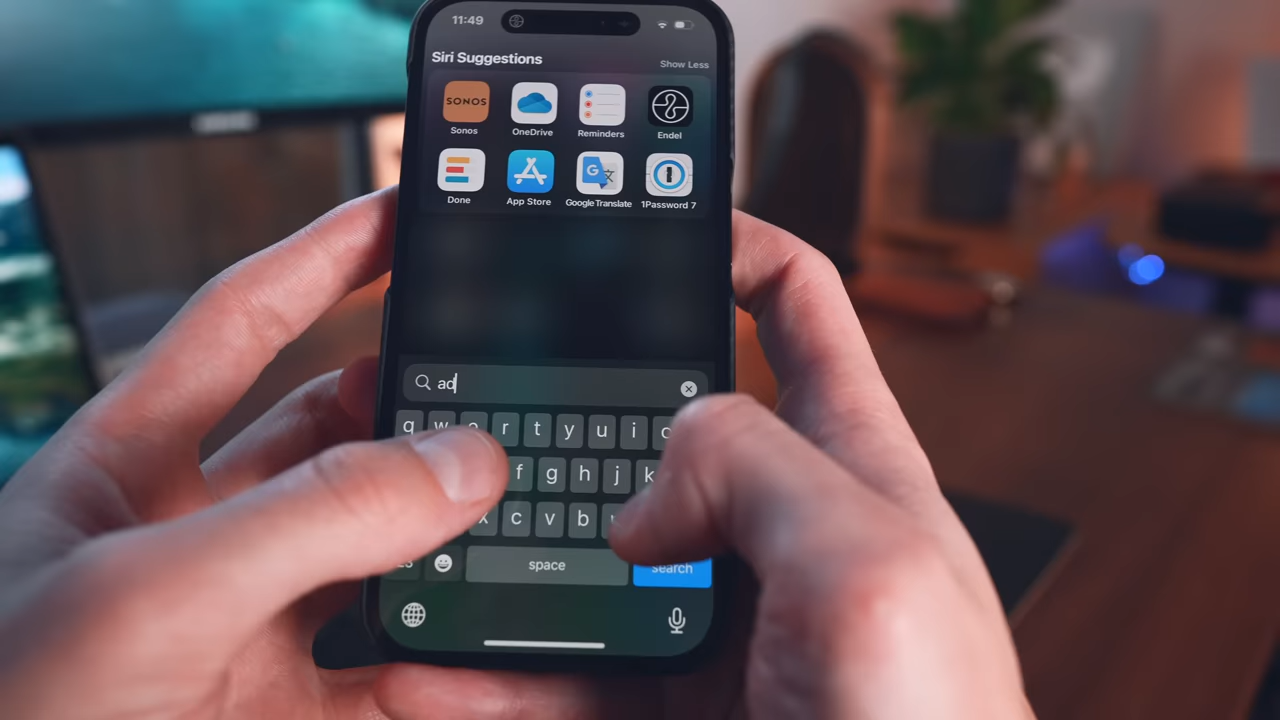 11:49
Siri Suggestions
Show Less
SONOS
Sonos
OneDrive
Reminders
Endel
Done
App Store
G 文
Google Translate
1Password 7
ad
q w e r t y u i
f g h j k
x c v b
space
search